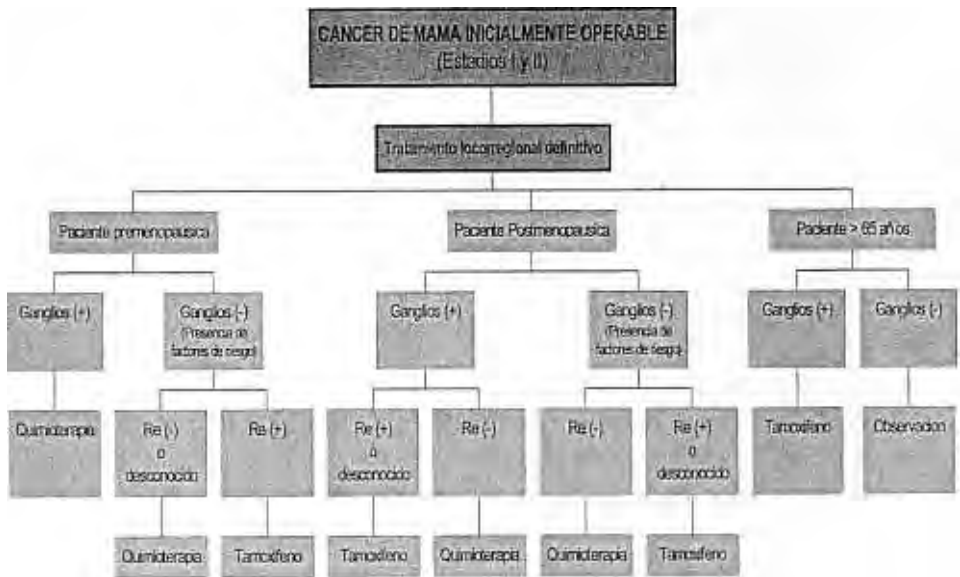 CANCER DE MAMA INICIALMENTE OPERABLE
(Estadios I y II)
Tratamiento locorregional definitivo
Paciente premenopausica
Paciente Postmenopausica
Paciente > 65 años
Ganglios (+)
Ganglios (-)
(Presencia de
factores de riesgo)
Ganglios (+)
Ganglios (-)
(Presencia de
factores de riesgo)
Ganglios (+)
Ganglios (-)
Quimioterapia
Re (-)
o
desconocido
Re (+)
Re (+)
o
desconocido
Re (-)
Re (-)
Re (+)
o
desconocido
Tamoxifeno
Observacion
Quimioterapia
Tamoxifeno
Tamoxifeno
Quimioterapia
Quimioterapia
Tamoxifeno